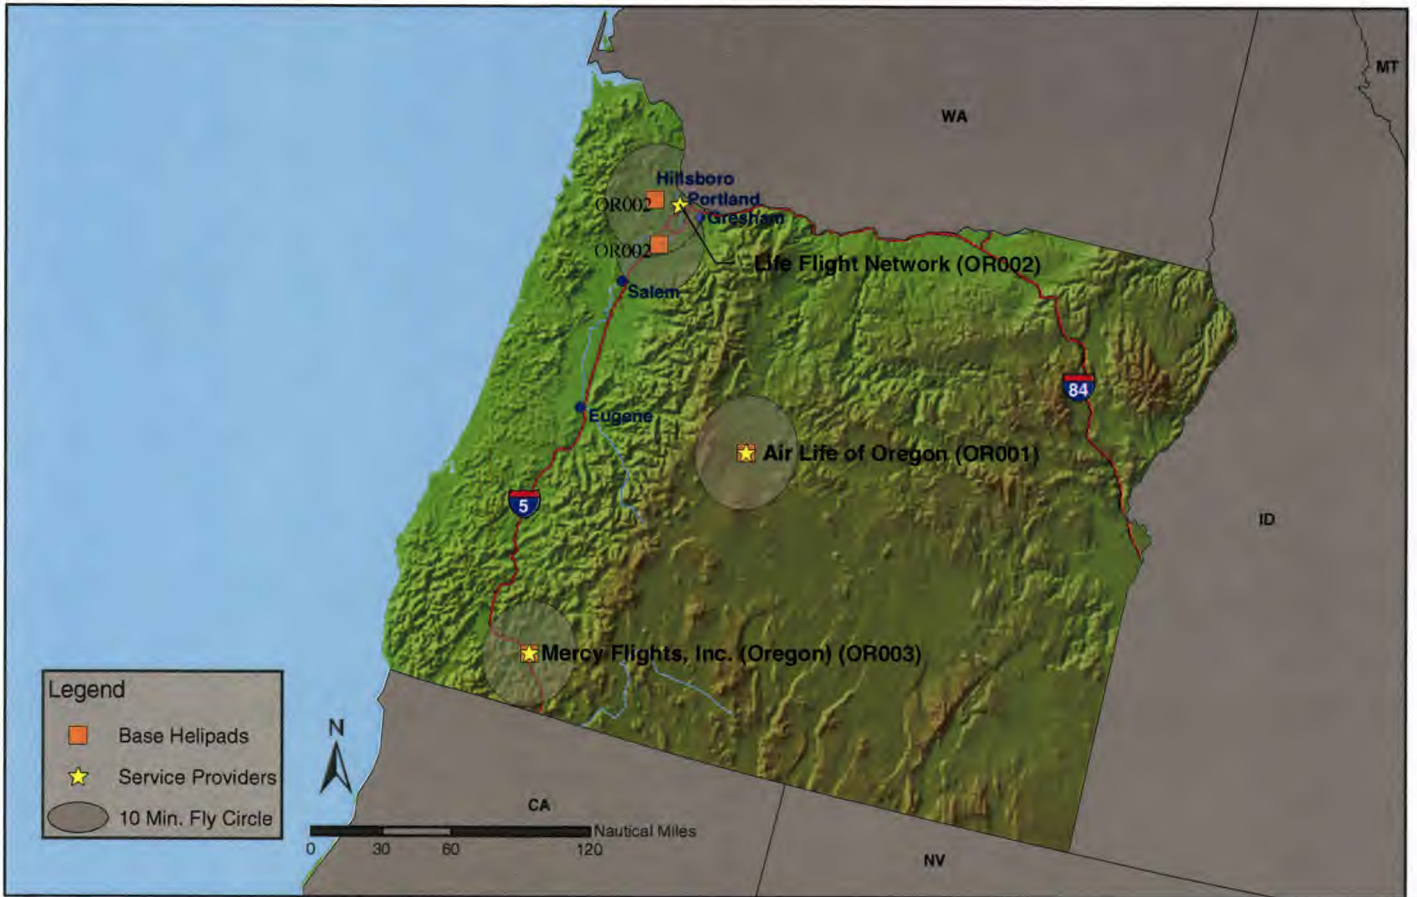 MT
WA
Hillsboro
OR002
Portland
Gresham
OR002
Life Flight Network (OR002)
Salem
84
Eugene
Air Life of Oregon (OR001)
5
ID
Mercy Flights, Inc. (Oregon) (OR003)
Legend
Base Helipads
Service Providers
10 Min. Fly Circle
N
CA
Nautical Miles
0 30 60 120
NV